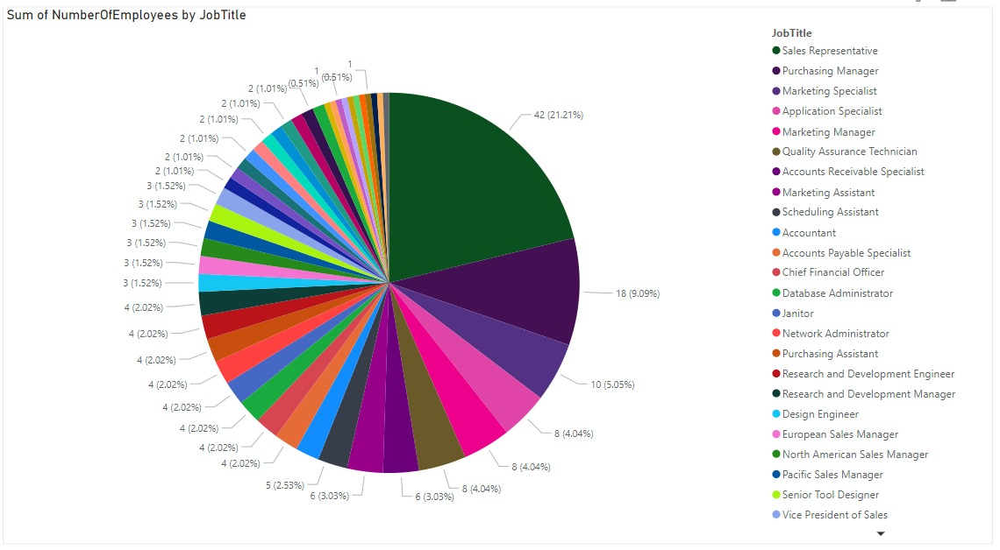 Sum of NumberOfEmployees by JobTitle
42 (21.21%)
18 (9.09%)
10 (5.05%)
8 (4.04%)
8 (4.04%)
8 (4.04%)
6 (3.03%)
6 (3.03%)
5 (2.53%)
4 (2.02%)
4 (2.02%)
4 (2.02%)
4 (2.02%)
4 (2.02%)
4 (2.02%)
4 (2.02%)
4 (2.02%)
3 (1.52%)
3 (1.52%)
3 (1.52%)
3 (1.52%)
3 (1.52%)
3 (1.52%)
2 (1.01%)
2 (1.01%)
2 (1.01%)
2 (1.01%)
2 (1.01%)
2 (1.01%)
1
(0.51%)
1
(0.51%)
JobTitle
Sales Representative
Purchasing Manager
Marketing Specialist
Application Specialist
Marketing Manager
Quality Assurance Technician
Accounts Receivable Specialist
Marketing Assistant
Scheduling Assistant
Accountant
Accounts Payable Specialist
Chief Financial Officer
Database Administrator
Janitor
Network Administrator
Purchasing Assistant
Research and Development Engineer
Research and Development Manager
Design Engineer
European Sales Manager
North American Sales Manager
Pacific Sales Manager
Senior Tool Designer
Vice President of Sales